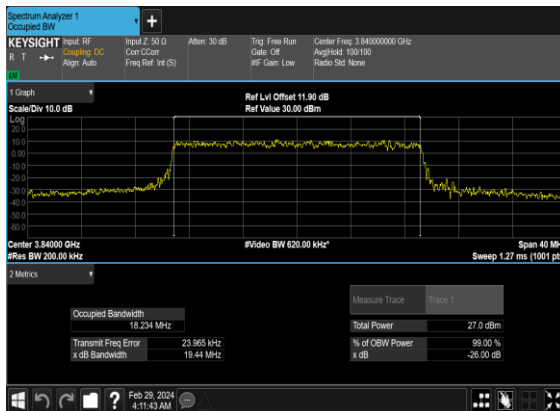 Spectrum Analyzer 1
Occupied BW
KEYSIGHT Input: RF Input Z: 50 Ω Atten: 30 dB Trig: Free Run Center Freq: 3.840000000 GHz
R T Coupling: DC Corr CCorr Gate: Off Avg|Hold: 100/100
Align: Auto Freq Ref: Int (S) #IF Gain: Low Radio Std: None
1 Graph
Scale/Div 10.0 dB Ref Lvl Offset 11.90 dB
Ref Value 30.00 dBm
Log
20.0
10.0
0.00
-10.0
-20.0
-30.0
-40.0
-50.0
-60.0
Center 3.84000 GHz #Video BW 620.00 kHz* Span 40 MH
#Res BW 200.00 kHz Sweep 1.27 ms (1001 pt
2 Metrics
Measure Trace Trace 1
Occupied Bandwidth
18.234 MHz Total Power 27.0 dBm
Transmit Freq Error 23.965 kHz % of OBW Power 99.00 %
x dB Bandwidth 19.44 MHz x dB -26.00 dB
Feb 29, 2024
4:11:43 AM